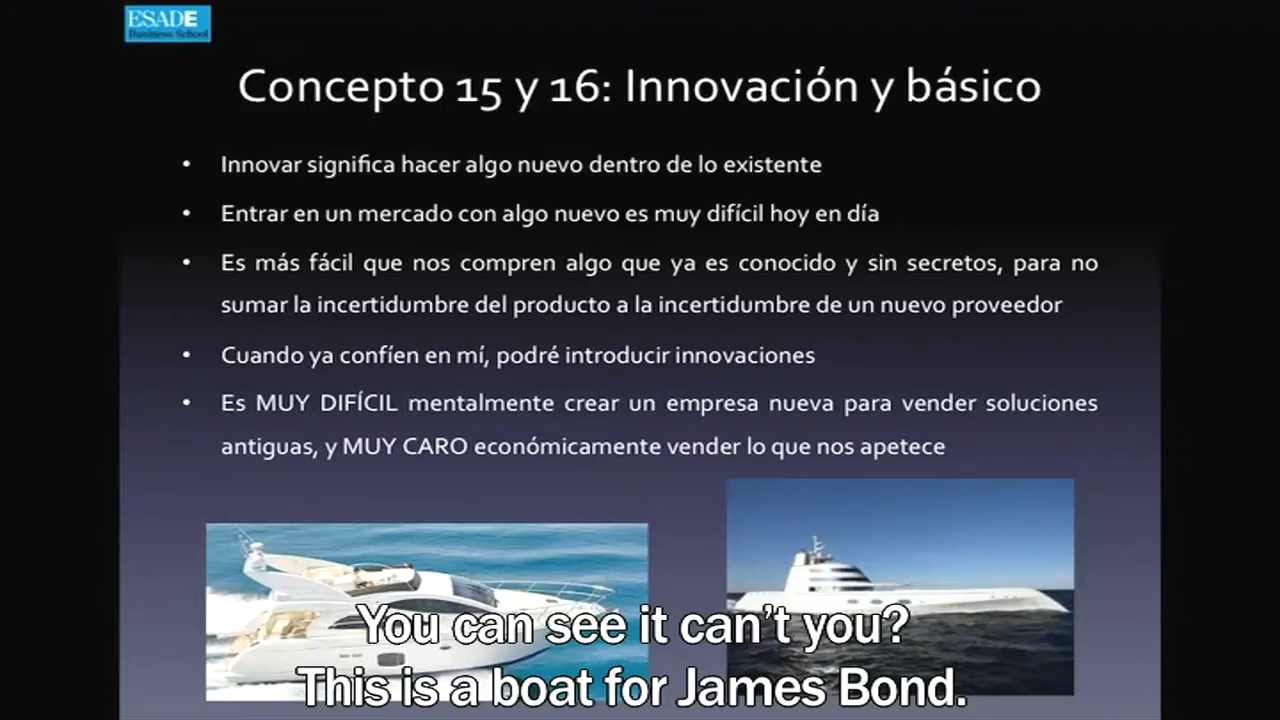 ESADE
Business School
Concepto 15 y 16: Innovación y básico
• Innovar significa hacer algo nuevo dentro de lo existente
• Entrar en un mercado con algo nuevo es muy difícil hoy en día
• Es más fácil que nos compren algo que ya es conocido y sin secretos, para no
sumar la incertidumbre del producto a la incertidumbre de un nuevo proveedor
• Cuando ya confíen en mí, podré introducir innovaciones
• Es MUY DIFÍCIL mentalmente crear un empresa nueva para vender soluciones
antiguas, y MUY CARO económicamente vender lo que nos apetece
You can see it can't you?
This is a boat for James Bond.